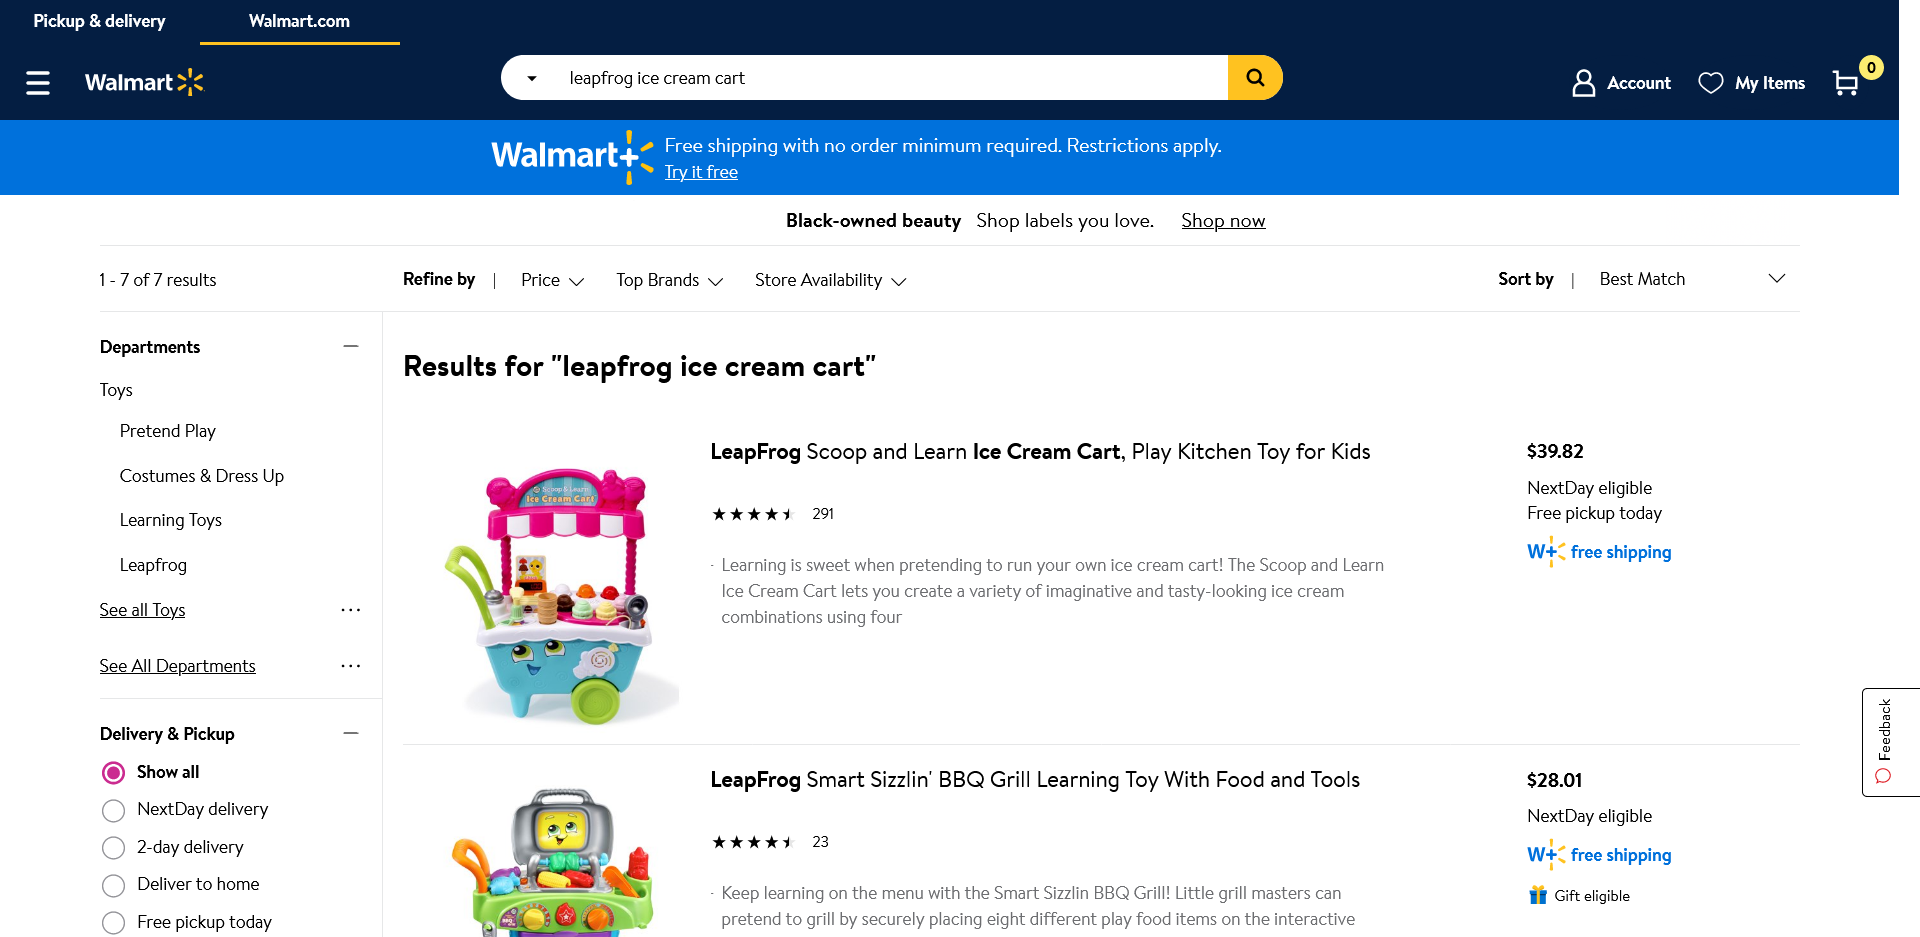 Pickup & delivery
Walmart.com
Walmart
leapfrog ice cream cart
Account
My Items
0
Walmart+
Free shipping with no order minimum required. Restrictions apply.
Try it free
Black-owned beauty Shop labels you love. Shop now
1 - 7 of 7 results
Refine by | Price Top Brands Store Availability
Sort by | Best Match
Departments
Toys
Pretend Play
Costumes & Dress Up
Learning Toys
Leapfrog
See all Toys
See All Departments
Delivery & Pickup
Show all
NextDay delivery
2-day delivery
Deliver to home
Free pickup today
Results for "leapfrog ice cream cart"
Scoop & Learn
Ice Cream Cart
LeapFrog Scoop and Learn Ice Cream Cart, Play Kitchen Toy for Kids
291
· Learning is sweet when pretending to run your own ice cream cart! The Scoop and Learn
Ice Cream Cart lets you create a variety of imaginative and tasty-looking ice cream
combinations using four
$39.82
NextDay eligible
Free pickup today
W+ free shipping
LeapFrog Smart Sizzlin' BBQ Grill Learning Toy With Food and Tools
23
· Keep learning on the menu with the Smart Sizzlin BBQ Grill! Little grill masters can
pretend to grill by securely placing eight different play food items on the interactive
$28.01
NextDay eligible
W+ free shipping
Gift eligible
Feedback